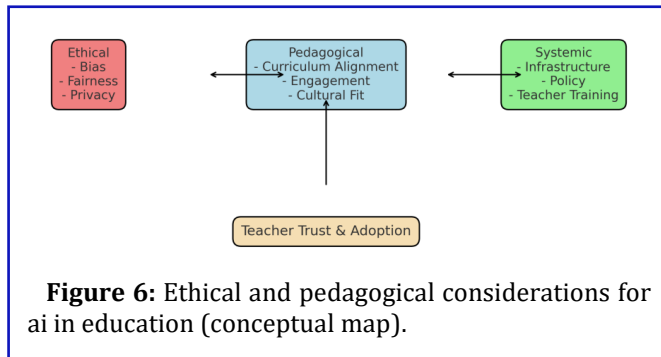 Ethical
- Bias
- Fairness
- Privacy
Pedagogical
- Curriculum Alignment
- Engagement
- Cultural Fit
Systemic
- Infrastructure
- Policy
- Teacher Training
Teacher Trust & Adoption
Figure 6: Ethical and pedagogical considerations for
ai in education (conceptual map).